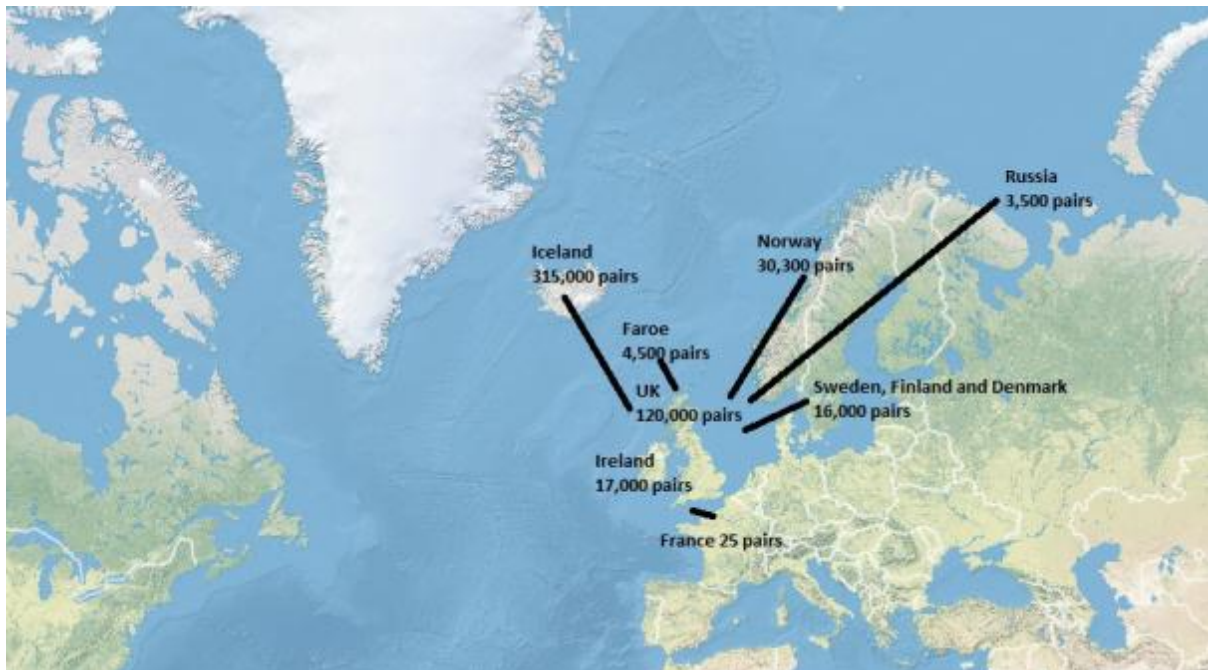 Russia
3,500 pairs
Norway
30,300 pairs
Iceland
315,000 pairs
Faroe
4,500 pairs
Sweden, Finland and Denmark
16,000 pairs
UK
120,000 pairs
Ireland
17,000 pairs
France 25 pairs